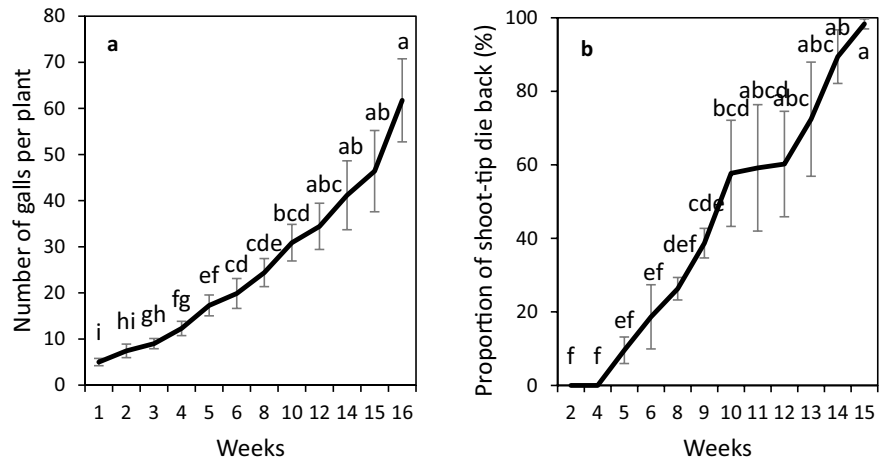 a
Number of galls per plant
80
70
60
50
40
30
20
10
0
i
hi
gh
fg
ef
cd
cde
bcd
abc
ab
ab
a
1 2 3 4 5 6 8 10 12 14 15 16
Weeks
b
Proportion of shoot-tip die back (%)
100
80
60
40
20
0
f
f
ef
ef
def
cde
bcd
abcd
abc
abc
ab
a
2 4 5 6 8 9 10 11 12 13 14 15
Weeks